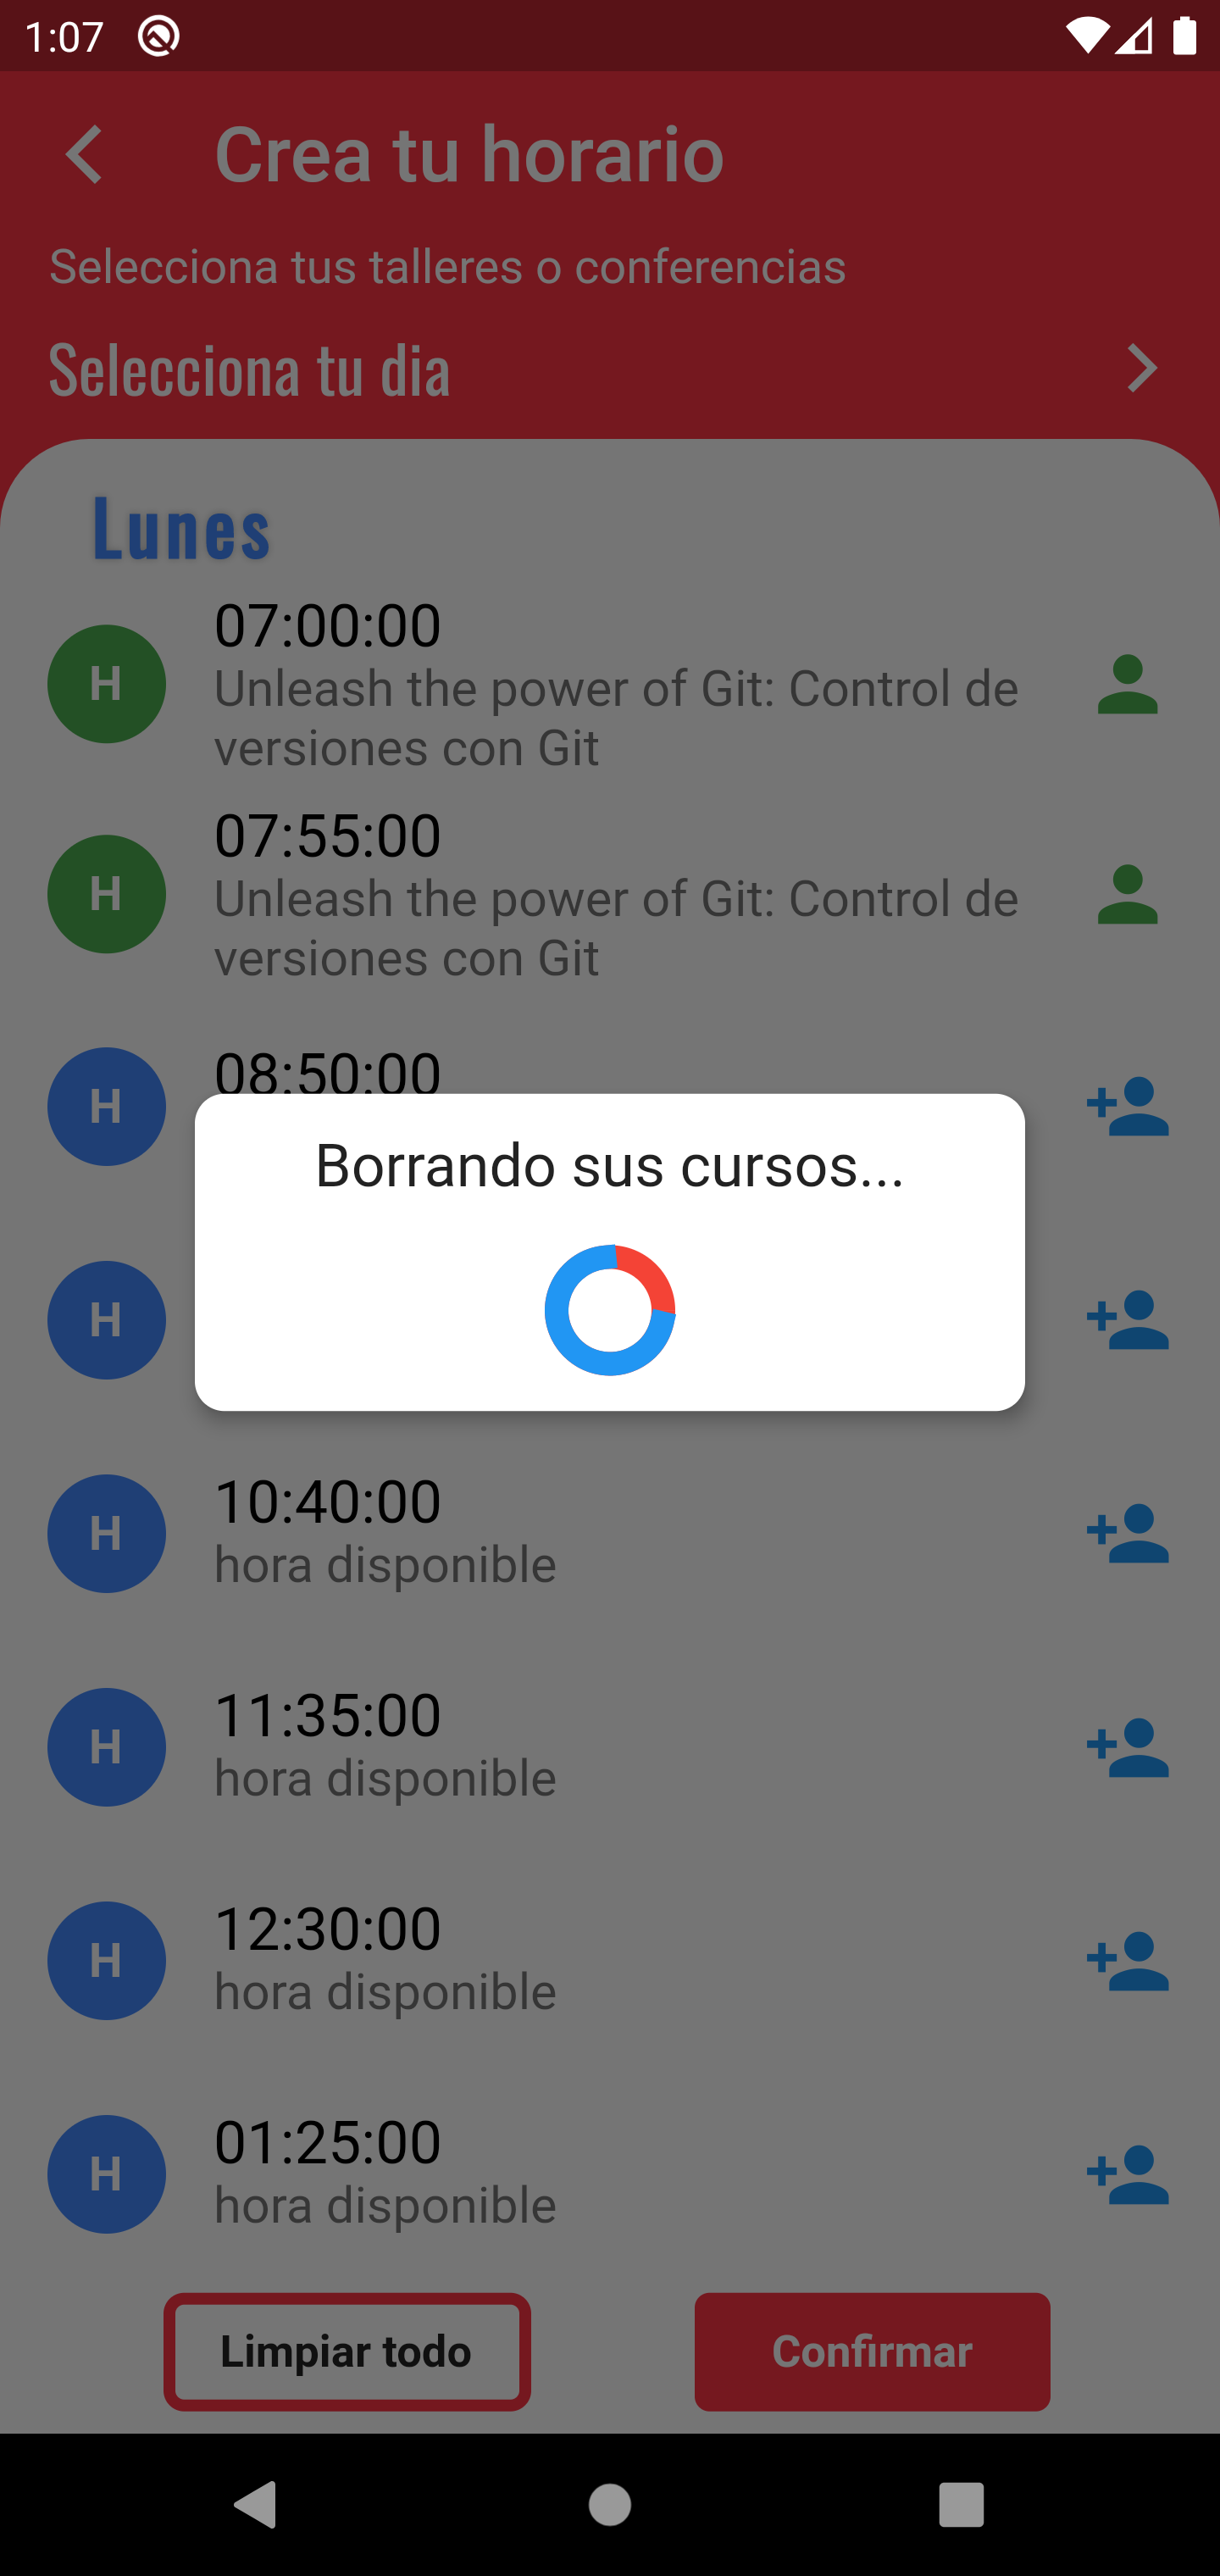 1:07
Crea tu horario
Selecciona tus talleres o conferencias
Selecciona tu dia
Lunes
H
07:00:00
Unleash the power of Git: Control de
versiones con Git
H
07:55:00
Unleash the power of Git: Control de
versiones con Git
H
08:50:00
Borrando sus cursos...
H
H
10:40:00
hora disponible
H
11:35:00
hora disponible
H
12:30:00
hora disponible
H
01:25:00
hora disponible
Limpiar todo
Confirmar